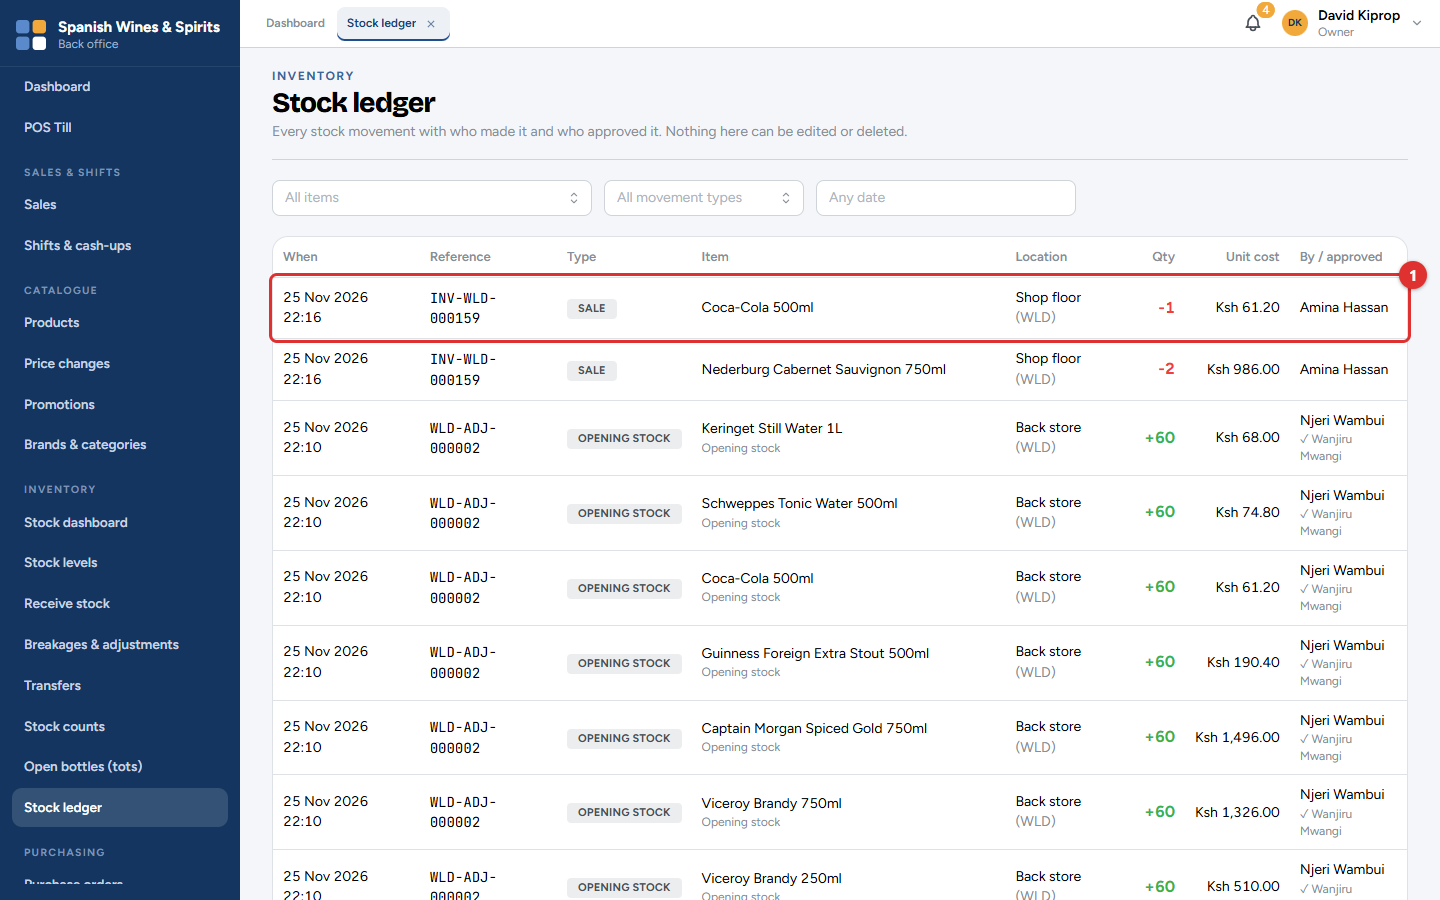 Spanish Wines & Spirits
Back office
Dashboard
POS Till
SALES & SHIFTS
Sales
Shifts & cash-ups
CATALOGUE
Products
Price changes
Promotions
Brands & categories
INVENTORY
Stock dashboard
Stock levels
Receive stock
Breakages & adjustments
Transfers
Stock counts
Open bottles (tots)
Stock ledger
PURCHASING
Purchase orders
Dashboard
Stock ledger ×
4
DK
David Kiprop
Owner
INVENTORY
Stock ledger
Every stock movement with who made it and who approved it. Nothing here can be edited or deleted.
All items
All movement types
Any date
When Reference Type Item Location Qty Unit cost By / approved
1
25 Nov 2026 22:16 INV-WLD-000159 SALE Coca-Cola 500ml Shop floor (WLD) -1 Ksh 61.20 Amina Hassan
25 Nov 2026 22:16 INV-WLD-000159 SALE Nederburg Cabernet Sauvignon 750ml Shop floor (WLD) -2 Ksh 986.00 Amina Hassan
25 Nov 2026 22:10 WLD-ADJ-000002 OPENING STOCK Keringet Still Water 1L Opening stock Back store (WLD) +60 Ksh 68.00 Njeri Wambui ✓ Wanjiru Mwangi
25 Nov 2026 22:10 WLD-ADJ-000002 OPENING STOCK Schweppes Tonic Water 500ml Opening stock Back store (WLD) +60 Ksh 74.80 Njeri Wambui ✓ Wanjiru Mwangi
25 Nov 2026 22:10 WLD-ADJ-000002 OPENING STOCK Coca-Cola 500ml Opening stock Back store (WLD) +60 Ksh 61.20 Njeri Wambui ✓ Wanjiru Mwangi
25 Nov 2026 22:10 WLD-ADJ-000002 OPENING STOCK Guinness Foreign Extra Stout 500ml Opening stock Back store (WLD) +60 Ksh 190.40 Njeri Wambui ✓ Wanjiru Mwangi
25 Nov 2026 22:10 WLD-ADJ-000002 OPENING STOCK Captain Morgan Spiced Gold 750ml Opening stock Back store (WLD) +60 Ksh 1,496.00 Njeri Wambui ✓ Wanjiru Mwangi
25 Nov 2026 22:10 WLD-ADJ-000002 OPENING STOCK Viceroy Brandy 750ml Opening stock Back store (WLD) +60 Ksh 1,326.00 Njeri Wambui ✓ Wanjiru Mwangi
25 Nov 2026 22:10 WLD-ADJ-000002 OPENING STOCK Viceroy Brandy 250ml Opening stock Back store (WLD) +60 Ksh 510.00 Njeri Wambui ✓ Wanjiru